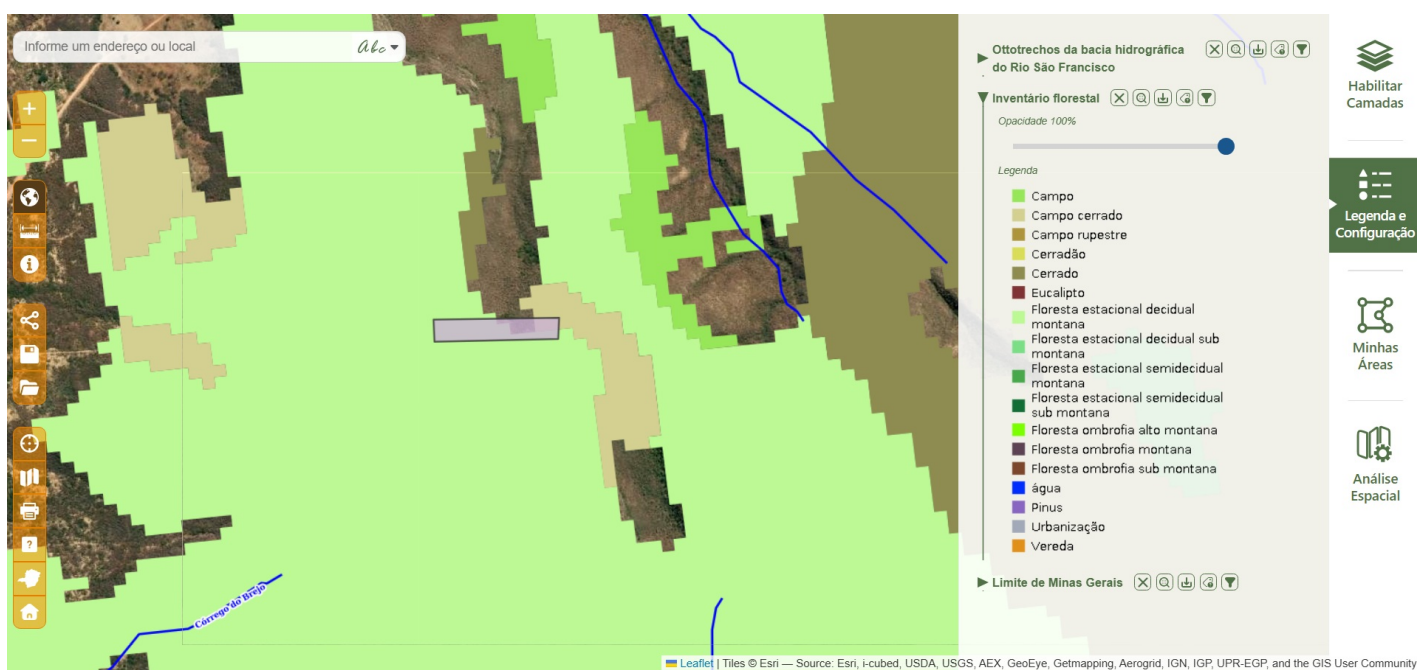 Informe um endereço ou local
Abc
Ottotrechos da bacia hidrográfica
do Rio São Francisco
Inventário florestal
Opacidade 100%
Legenda
Campo
Campo cerrado
Campo rupestre
Cerradão
Cerrado
Eucalipto
Floresta estacional decidual
montana
Floresta estacional decidual sub
montana
Floresta estacional semidecidual
montana
Floresta estacional semidecidual
sub montana
Floresta ombrofia alto montana
Floresta ombrofia montana
Floresta ombrofia sub montana
água
Pinus
Urbanização
Vereda
Limite de Minas Gerais
Habilitar
Camadas
Legenda e
Configuração
Minhas
Áreas
Análise
Espacial
Córrego do Brejo
Leaflet | Tiles © Esri — Source: Esri, i-cubed, USDA, USGS, AEX, GeoEye, Getmapping, Aerogrid, IGN, IGP, UPR-EGP, and the GIS User Community